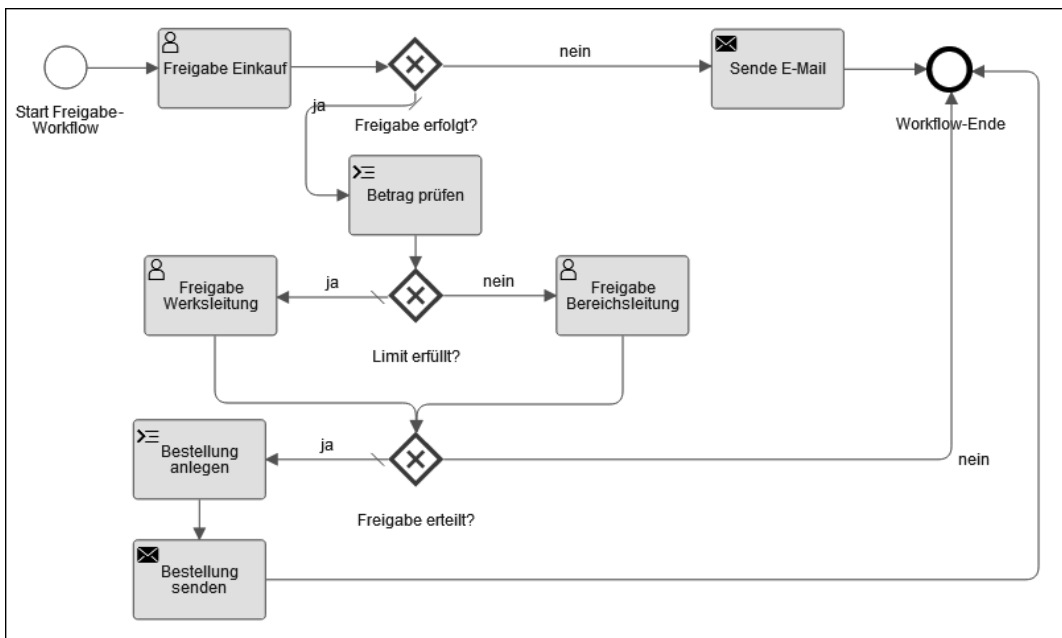 Start Freigabe-
Workflow
Freigabe Einkauf
nein
ja
Freigabe erfolgt?
Sende E-Mail
Workflow-Ende
Betrag prüfen
Freigabe
Werksleitung
ja
nein
Freigabe
Bereichsleitung
Limit erfüllt?
Bestellung
anlegen
ja
nein
Freigabe erteilt?
Bestellung
senden